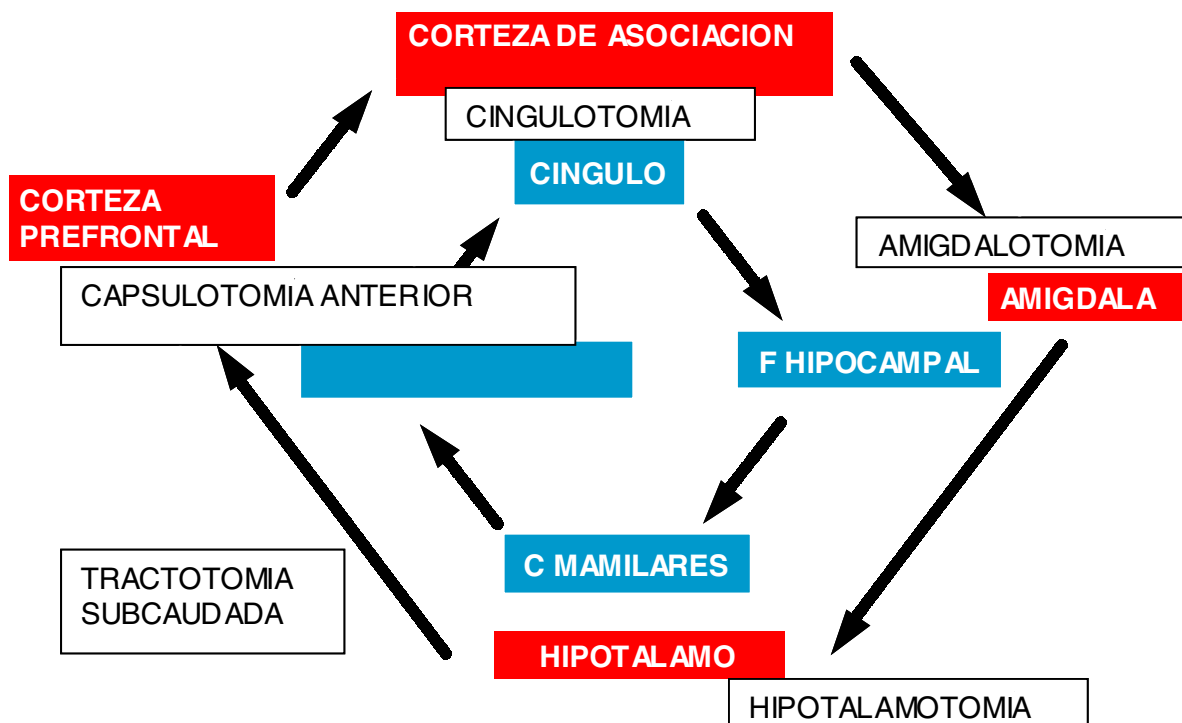 CORTEZA DE ASOCIACION
CINGULOTOMIA
CINGULO
CORTEZA
PREFRONTAL
AMIGDALOTOMIA
CAPSULOTOMIA ANTERIOR
AMIGDALA
F HIPOCAMPAL
C MAMILARES
TRACTOTOMIA
SUBCAUDADA
HIPOTALAMO
HIPOTALAMOTOMIA